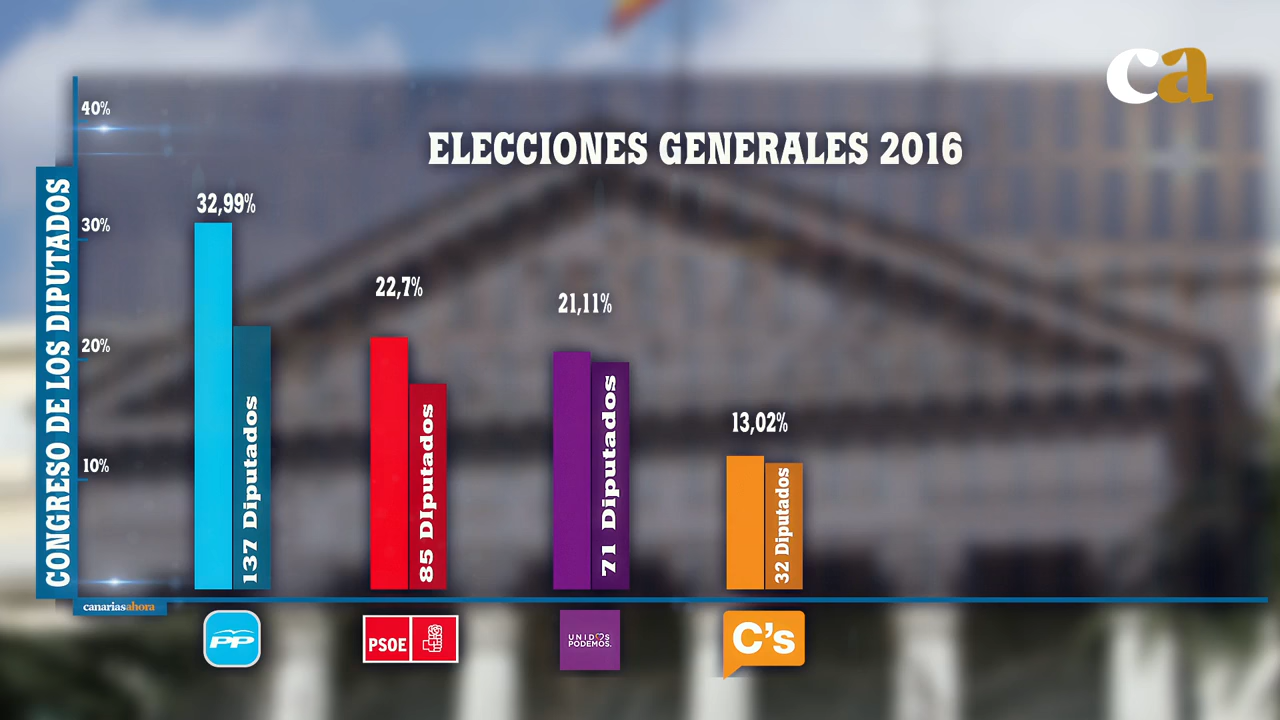 ca
40%
ELECCIONES GENERALES 2016
CONGRESO DE LOS DIPUTADOS
32,99%
30%
22,7%
21,11%
20%
13,02%
10%
137 Diputados
85 DIputados
71 Diputados
32 Diputados
canariasahora
PP
PSOE
UNIDOS
PODEMOS.
C's